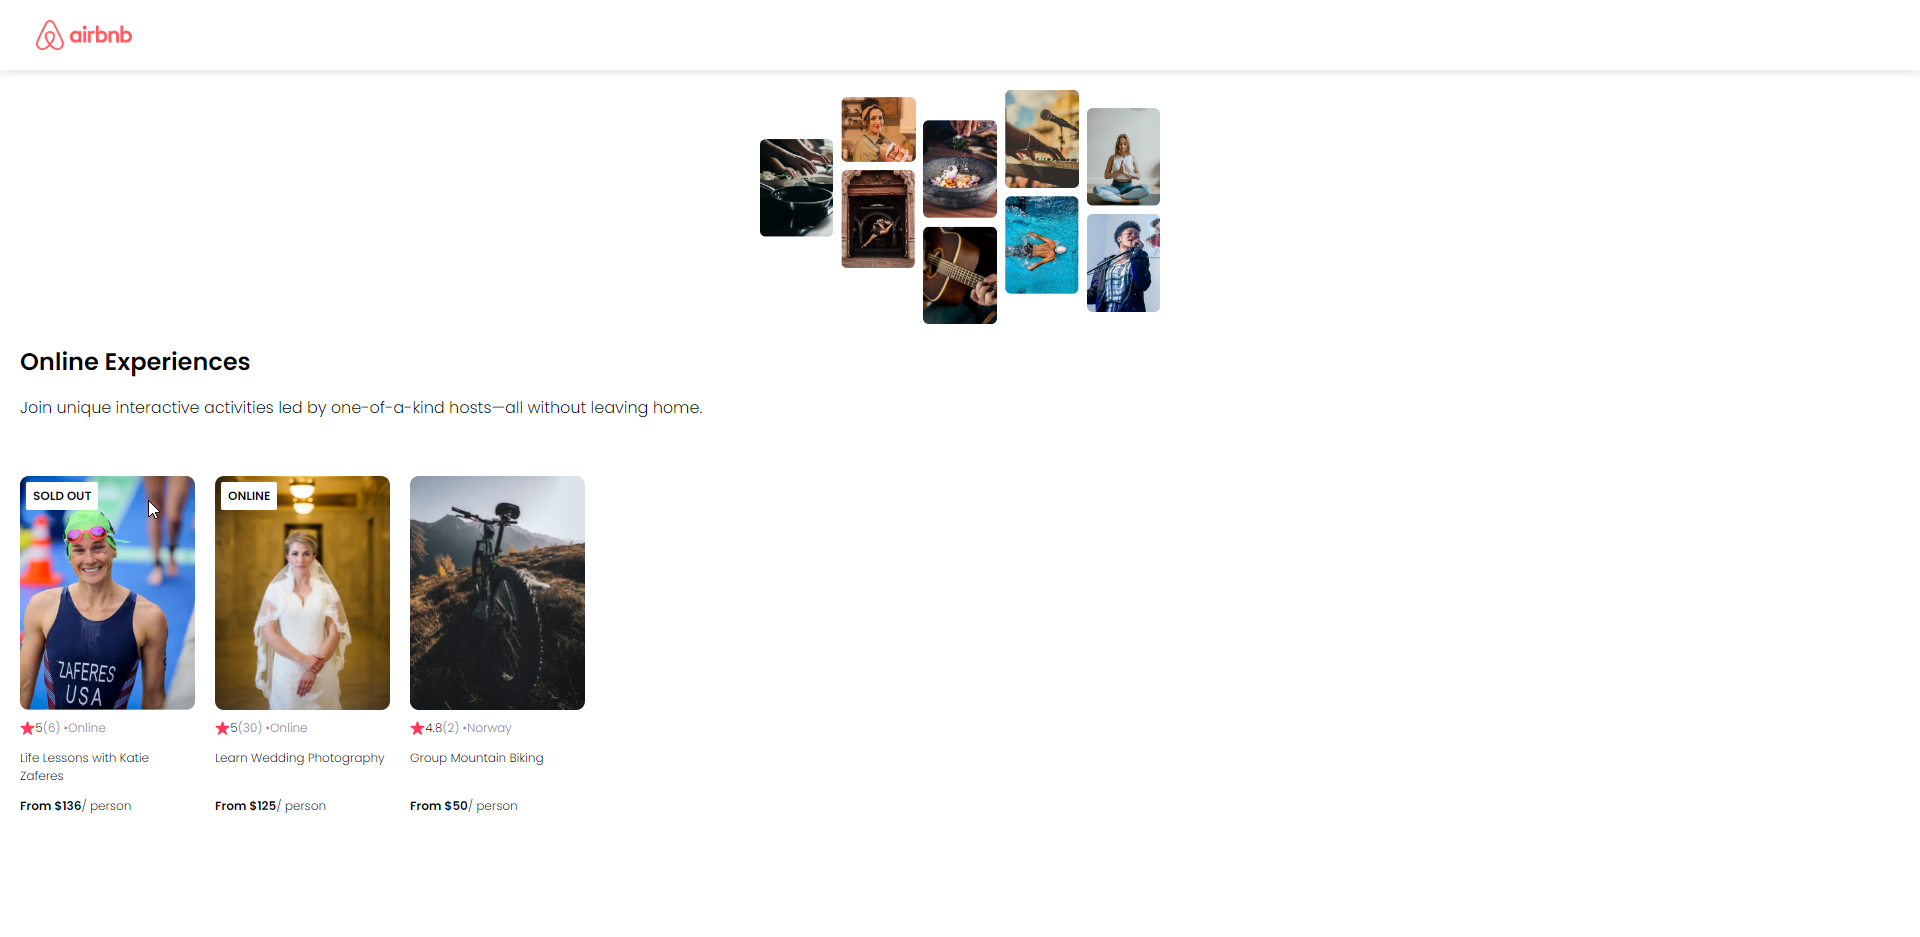 airbnb
Online Experiences
Join unique interactive activities led by one-of-a-kind hosts—all without leaving home.
SOLD OUT
ZAFERES
USA
5(6) •Online
Life Lessons with Katie
Zaferes
From $136/ person
ONLINE
5(30) •Online
Learn Wedding Photography
From $125/ person
4.8(2) •Norway
Group Mountain Biking
From $50/ person